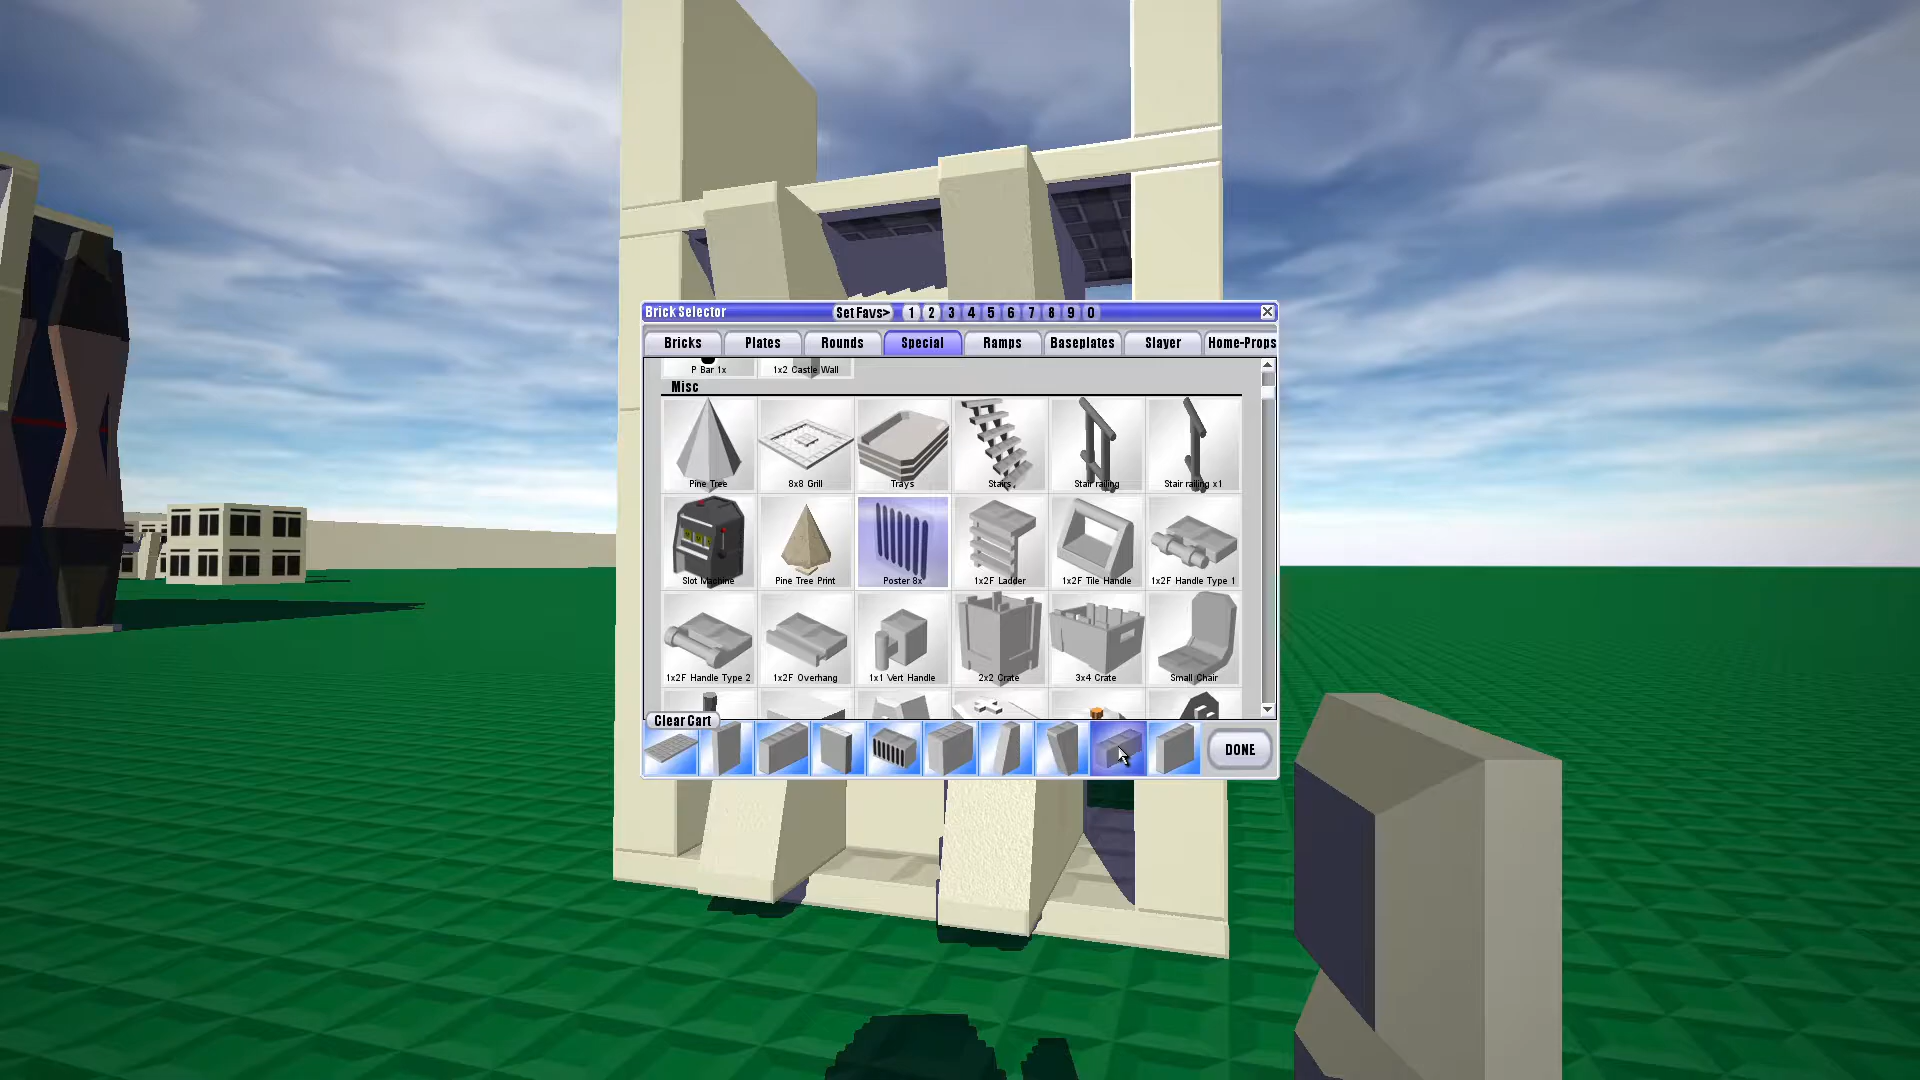 Brick Selector Set Favs> 1 2 3 4 5 6 7 8 9 0
Bricks Plates Rounds Special Ramps Baseplates Slayer Home-Props
P Bar 1x 1x2 Castle Wall
Misc
Pine Tree 8x8 Grill Trays Stairs Stair railing Stair railing x1
Slot Machine Pine Tree Print Poster 8x 1x2F Ladder 1x2F Tile Handle 1x2F Handle Type 1
1x2F Handle Type 2 1x2F Overhang 1x1 Vert Handle 2x2 Crate 3x4 Crate Small Chair
Clear Cart
DONE